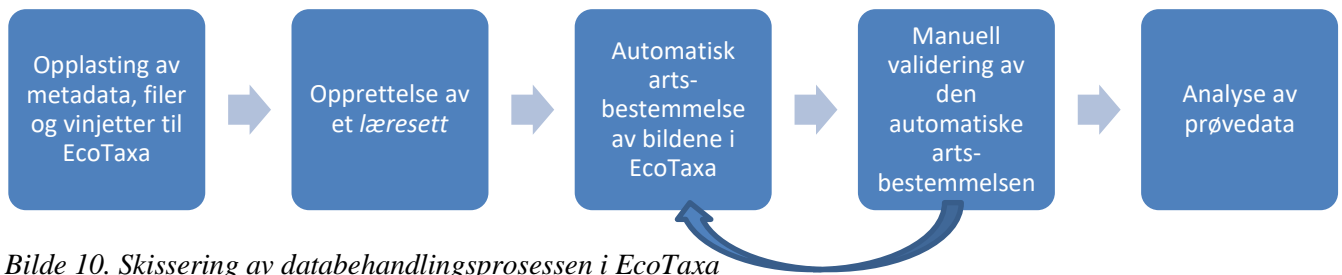 Opplasting av
metadata, filer
og vinjetter til
EcoTaxa
Opprettelse av
et læresett
Automatisk
arts-
bestemmelse
av bildene i
EcoTaxa
Manuell
validering av
den
automatiske
arts-
bestemmelsen
Analyse av
prøvedata
Bilde 10. Skissering av databehandlingsprosessen i EcoTaxa